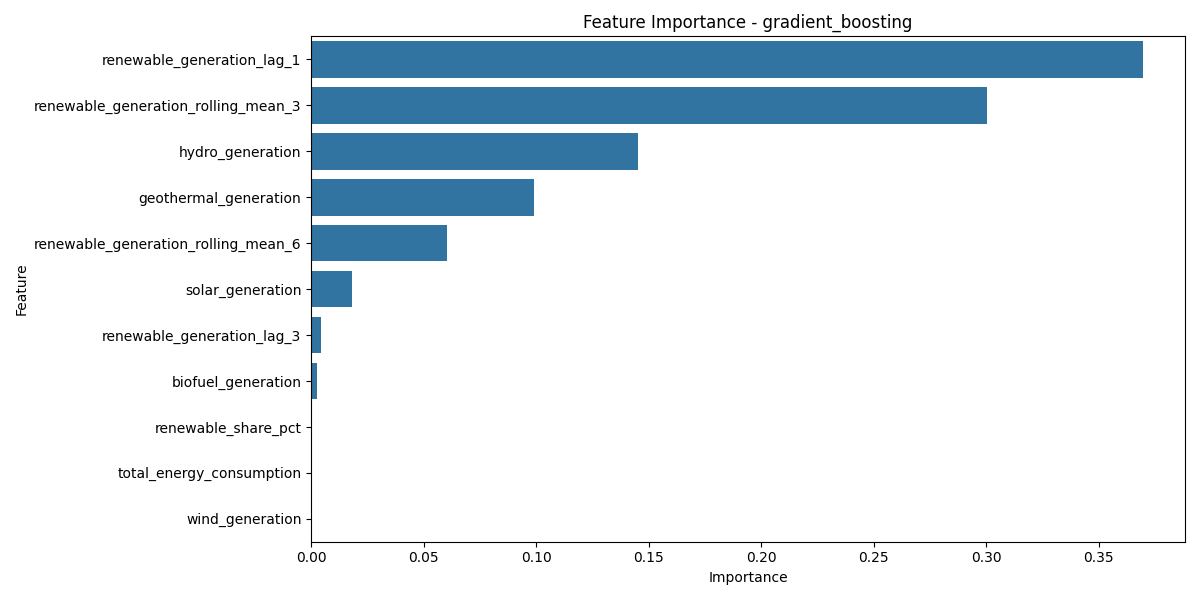 Feature Importance - gradient_boosting
Feature
renewable_generation_lag_1
renewable_generation_rolling_mean_3
hydro_generation
geothermal_generation
renewable_generation_rolling_mean_6
solar_generation
renewable_generation_lag_3
biofuel_generation
renewable_share_pct
total_energy_consumption
wind_generation
0.00 0.05 0.10 0.15 0.20 0.25 0.30 0.35
Importance